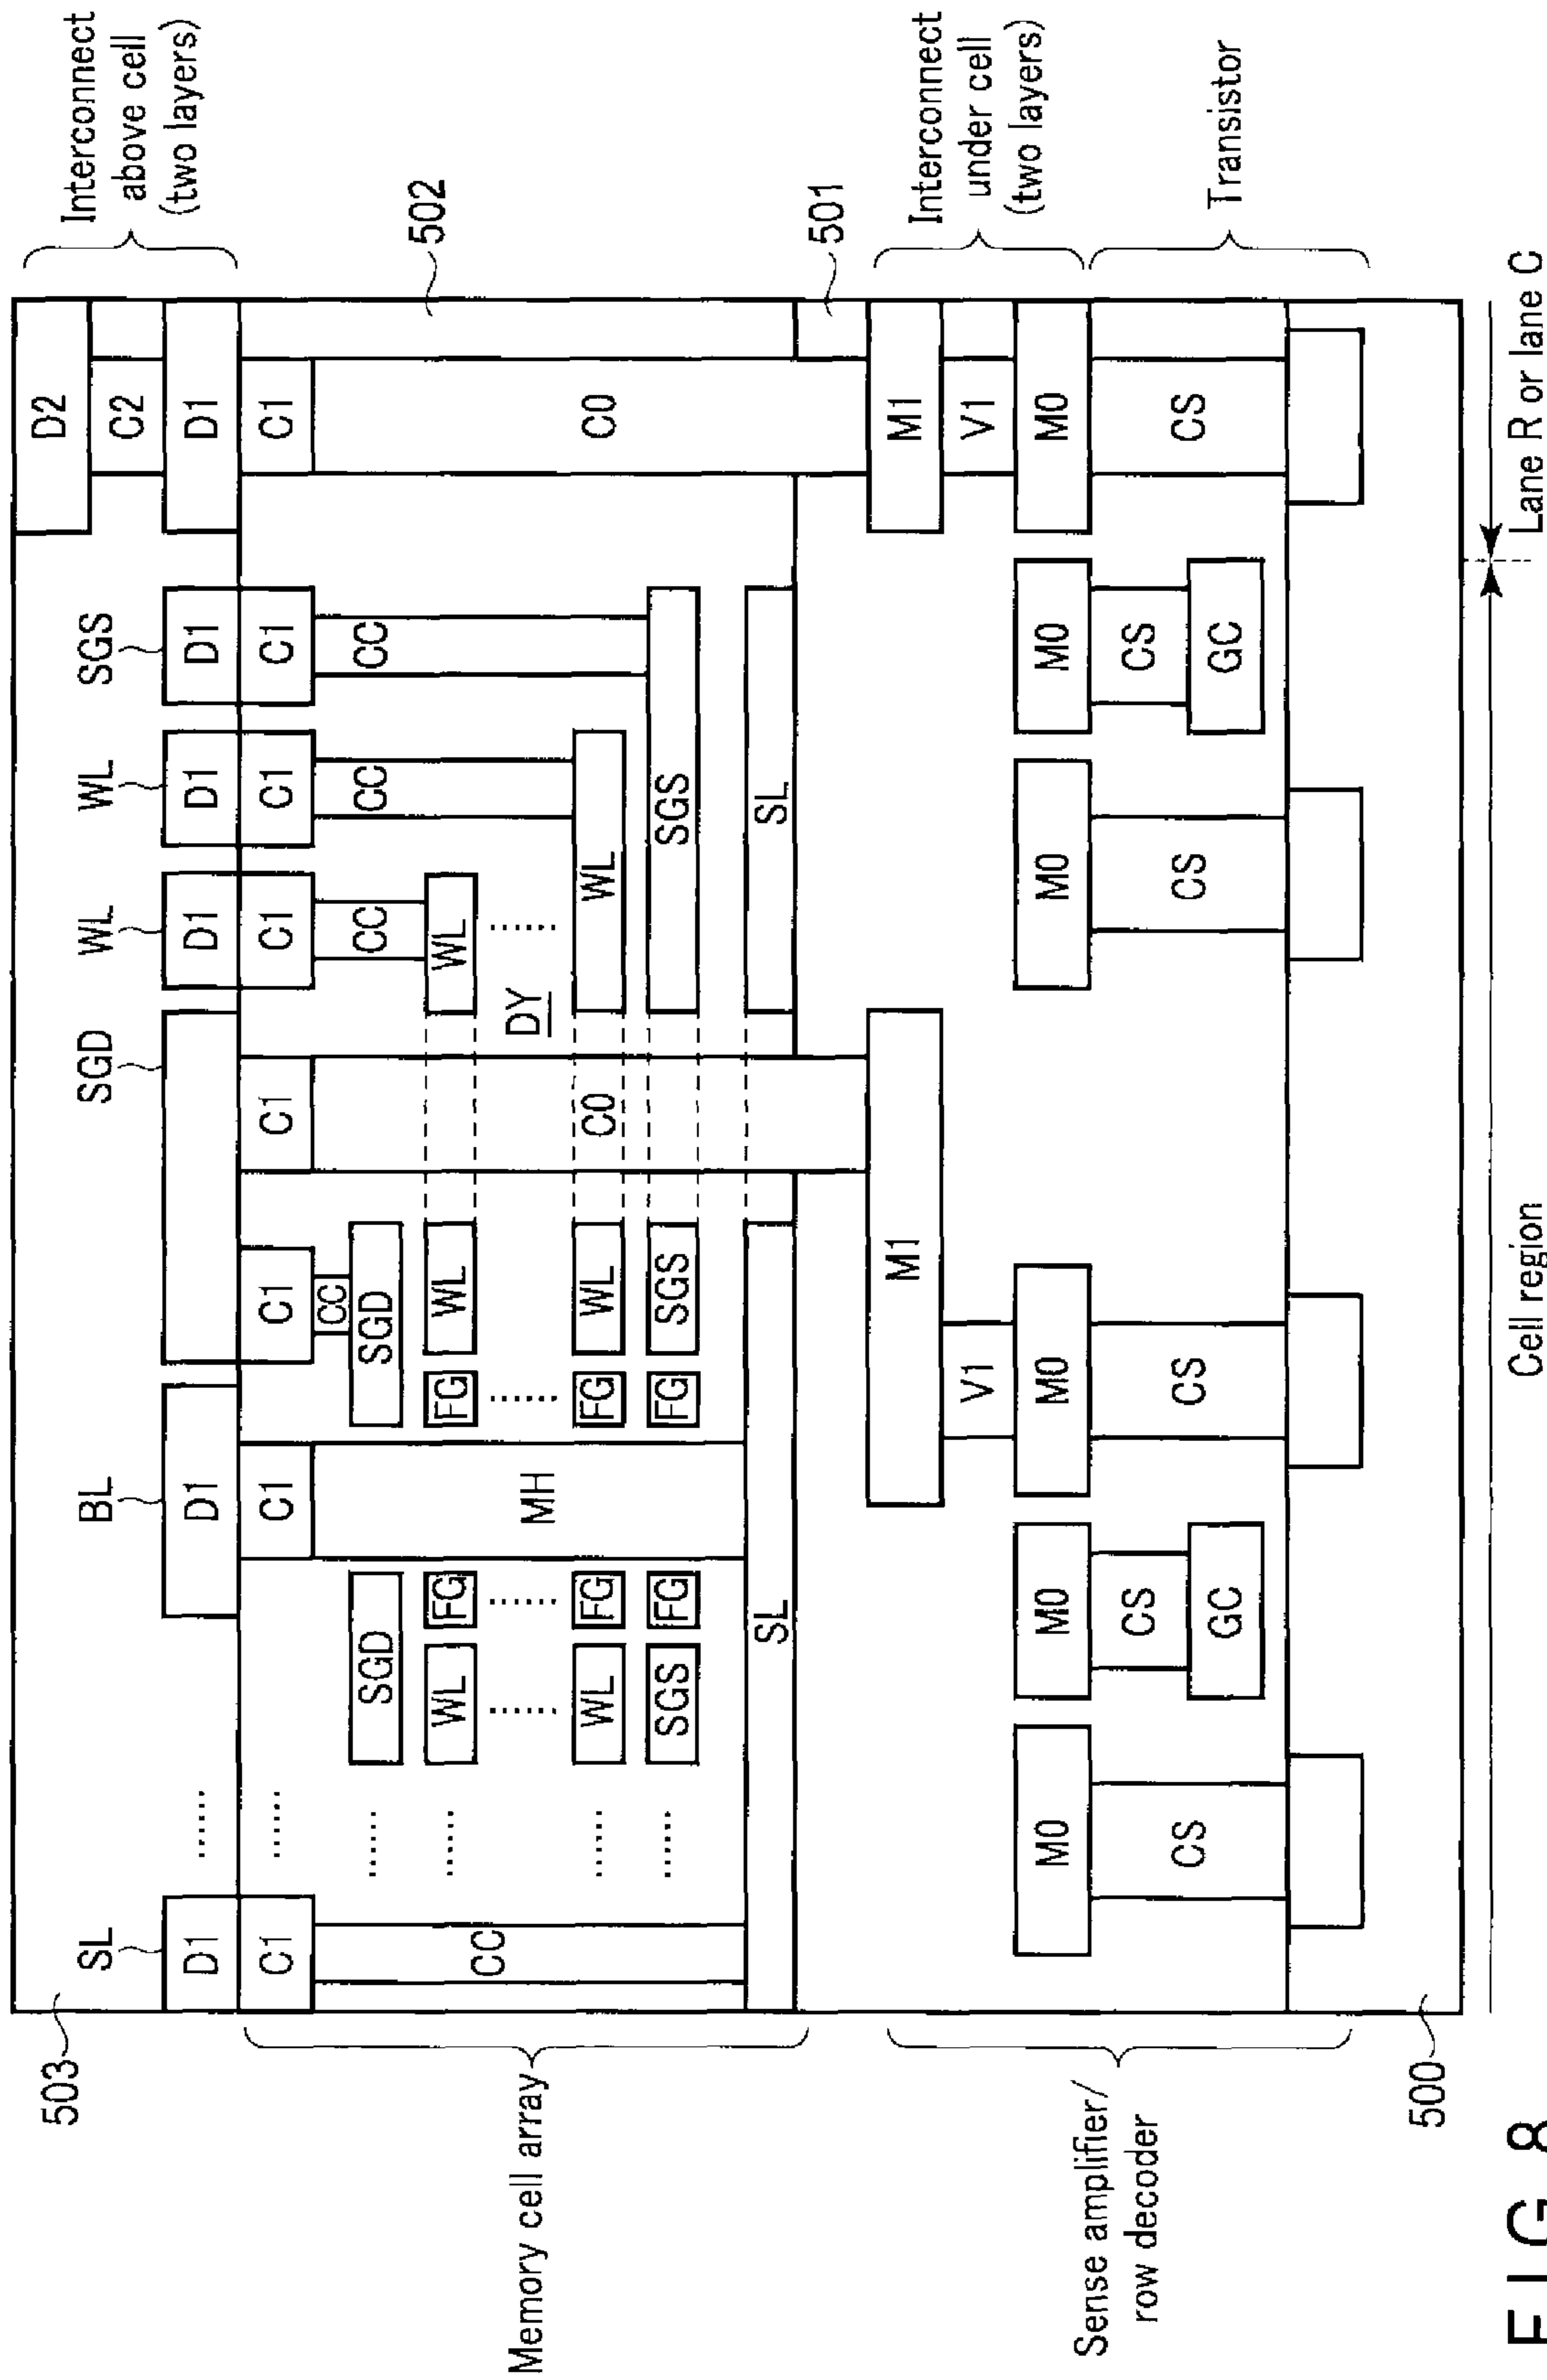 503
SL
BL
SGD
WL
WL
SGS
Interconnect
above cell
(two layers)
D2
C2
D1
......
D1
D1
D1
D1
D1
C1
......
C1
C1
C1
C1
C1
C1
C1
502
Memory cell array
CC
......
SGD
SGD
CC
CC
CC
CC
......
WL
FG
FG
WL
WL
......
......
......
DY
......
MH
C0
C0
......
WL
FG
FG
WL
WL
......
SGS
FG
FG
SGS
SGS
SL
SL
501
Sense amplifier/
row decoder
M1
M1
Interconnect
under cell
(two layers)
V1
V1
M0
M0
M0
M0
M0
M0
CS
CS
CS
CS
CS
CS
GC
GC
Transistor
500
Cell region
Lane R or lane C
FIG. 8